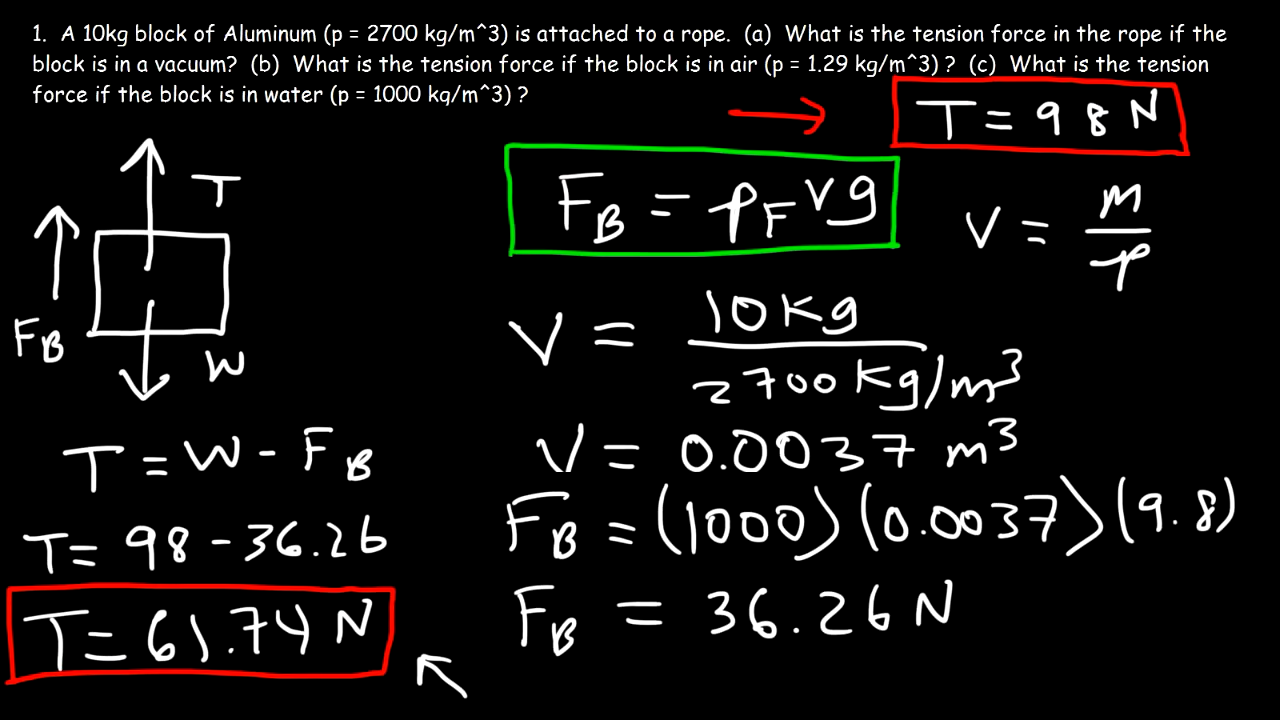 1. A 10kg block of Aluminum (p = 2700 kg/m^3) is attached to a rope. (a) What is the tension force in the rope if the
block is in a vacuum? (b) What is the tension force if the block is in air (p = 1.29 kg/m^3) ? (c) What is the tension
force if the block is in water (p = 1000 kg/m^3) ?
T = 98 N
T
F_B
W
F_B = ρ_F V g
V = m/ρ
V = 10 Kg / 2700 Kg/m³
V = 0.0037 m³
F_B = (1000)(0.0037)(9.8)
F_B = 36.26 N
T = W - F_B
T = 98 - 36.26
T = 61.74 N